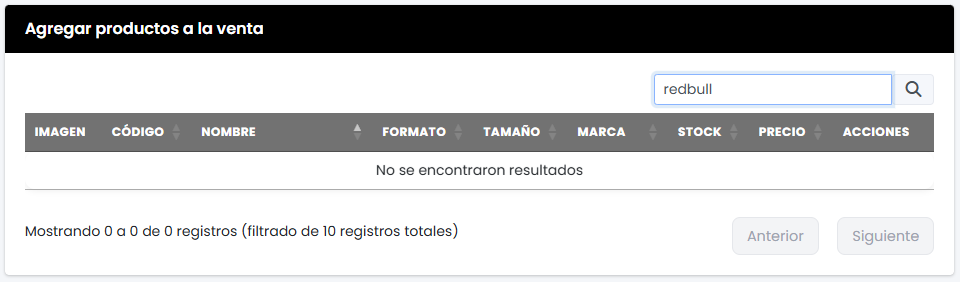 Agregar productos a la venta
redbull
IMAGEN CÓDIGO NOMBRE FORMATO TAMAÑO MARCA STOCK PRECIO ACCIONES
No se encontraron resultados
Mostrando 0 a 0 de 0 registros (filtrado de 10 registros totales) Anterior Siguiente